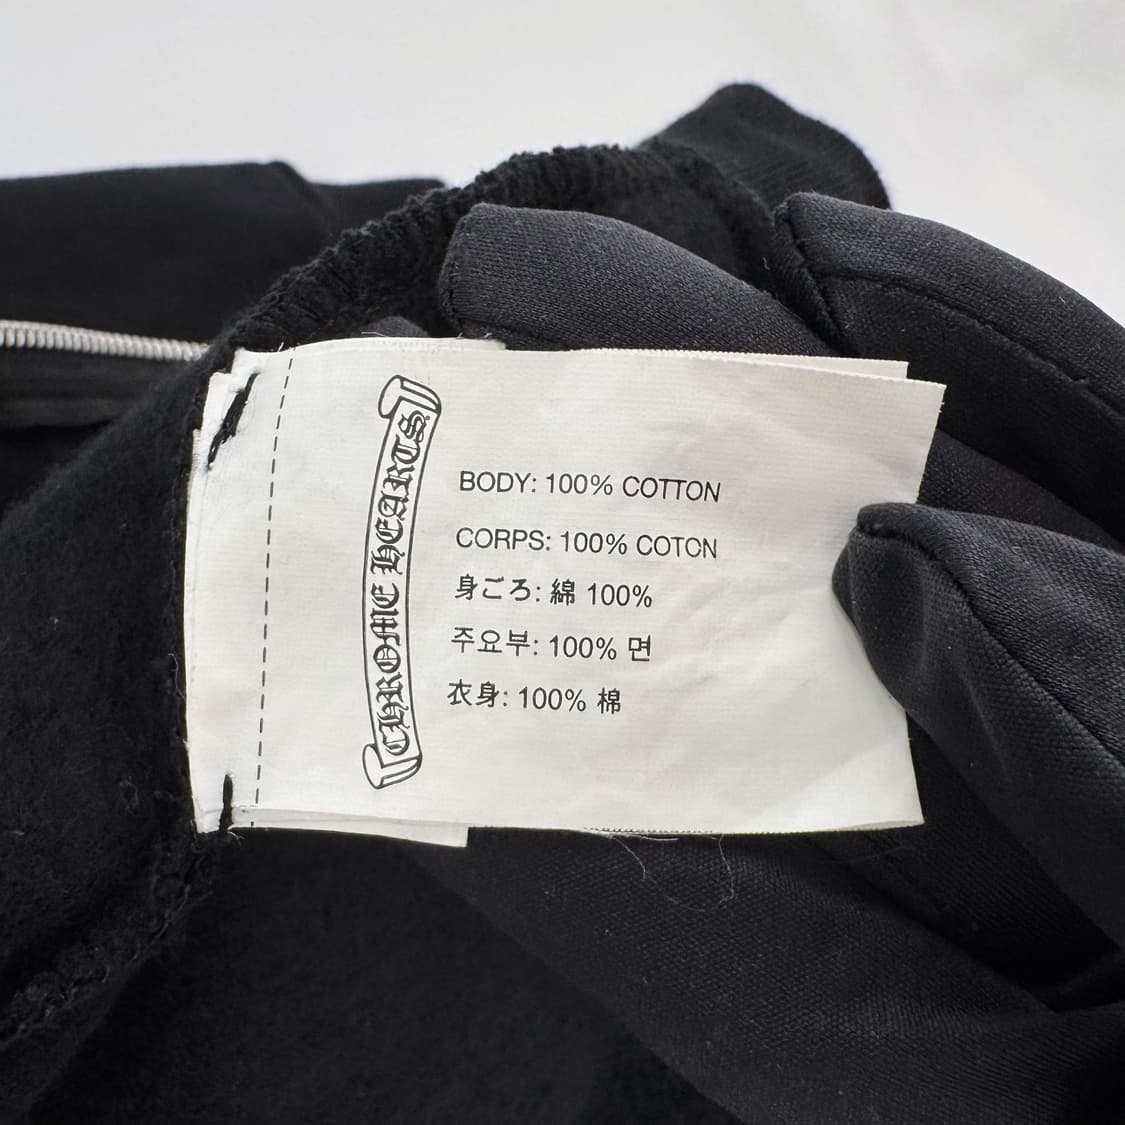 CHROME HEARTS
BODY: 100% COTTON
CORPS: 100% COTON
身ごろ: 綿 100%
주요부: 100% 면
衣身: 100% 棉